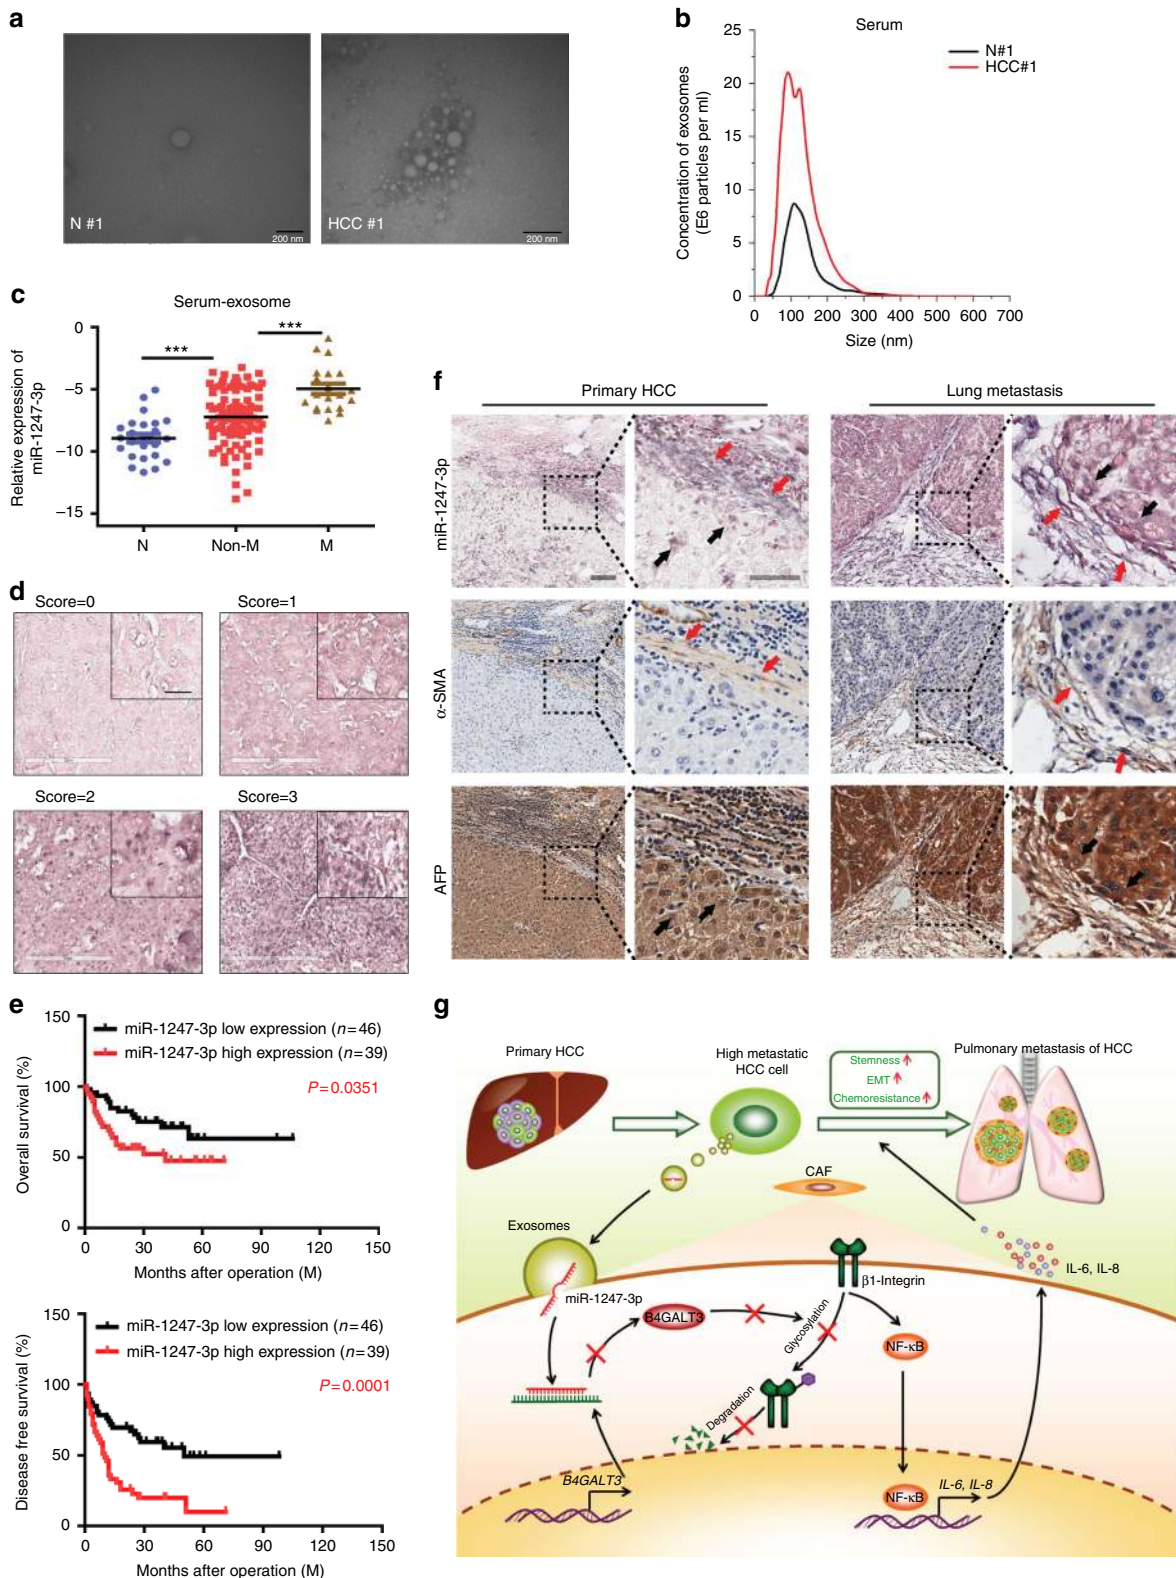 a
N #1
200 nm
HCC #1
200 nm
b
Serum
N#1
HCC#1
Concentration of exosomes
(E6 particles per ml)
25
20
15
10
5
0
0 100 200 300 400 500 600 700
Size (nm)
c
Serum-exosome
Relative expression of
miR-1247-3p
0
–5
–10
–15
***
***
N Non-M M
d
Score=0
Score=1
Score=2
Score=3
e
Overall survival (%)
150
100
50
0
miR-1247-3p low expression (n=46)
miR-1247-3p high expression (n=39)
P=0.0351
0 30 60 90 120 150
Months after operation (M)
Disease free survival (%)
150
100
50
0
miR-1247-3p low expression (n=46)
miR-1247-3p high expression (n=39)
P=0.0001
0 30 60 90 120 150
Months after operation (M)
f
Primary HCC
Lung metastasis
miR-1247-3p
α-SMA
AFP
g
Primary HCC
High metastatic
HCC cell
Stemness
EMT
Chemoresistance
Pulmonary metastasis of HCC
CAF
Exosomes
miR-1247-3p
β1-Integrin
IL-6, IL-8
B4GALT3
Glycosylation
NF-κB
Degradation
B4GALT3
NF-κB
IL-6, IL-8